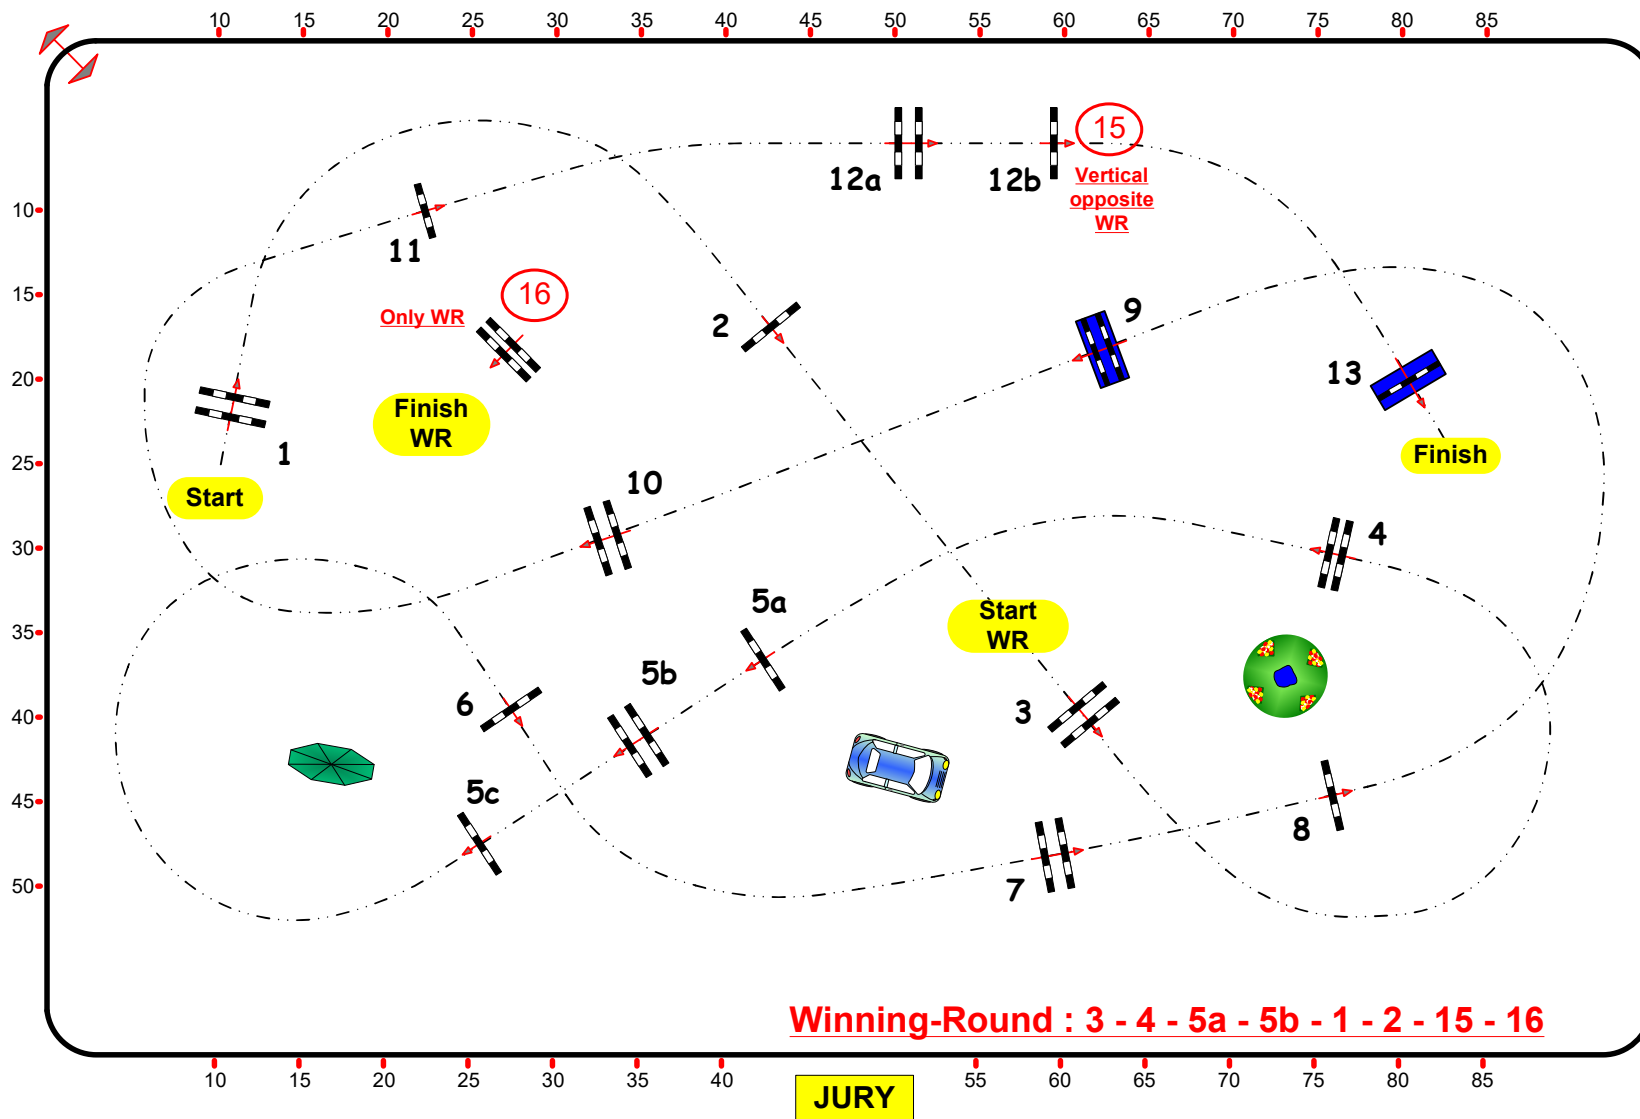 10 15 20 25 30 35 40 45 50 55 60 65 70 75 80 85
15
12a 12b
Vertical
opposite
WR
10
11
15
16
Only WR
2
9
13
20
Finish
WR
1
25
Finish
Start
10
30
4
5a
Start
WR
35
5b
6
3
40
5c
45
8
7
50
Winning-Round : 3 - 4 - 5a - 5b - 1 - 2 - 15 - 16
10 15 20 25 30 35 40 55 60 65 70 75 80 85
JURY